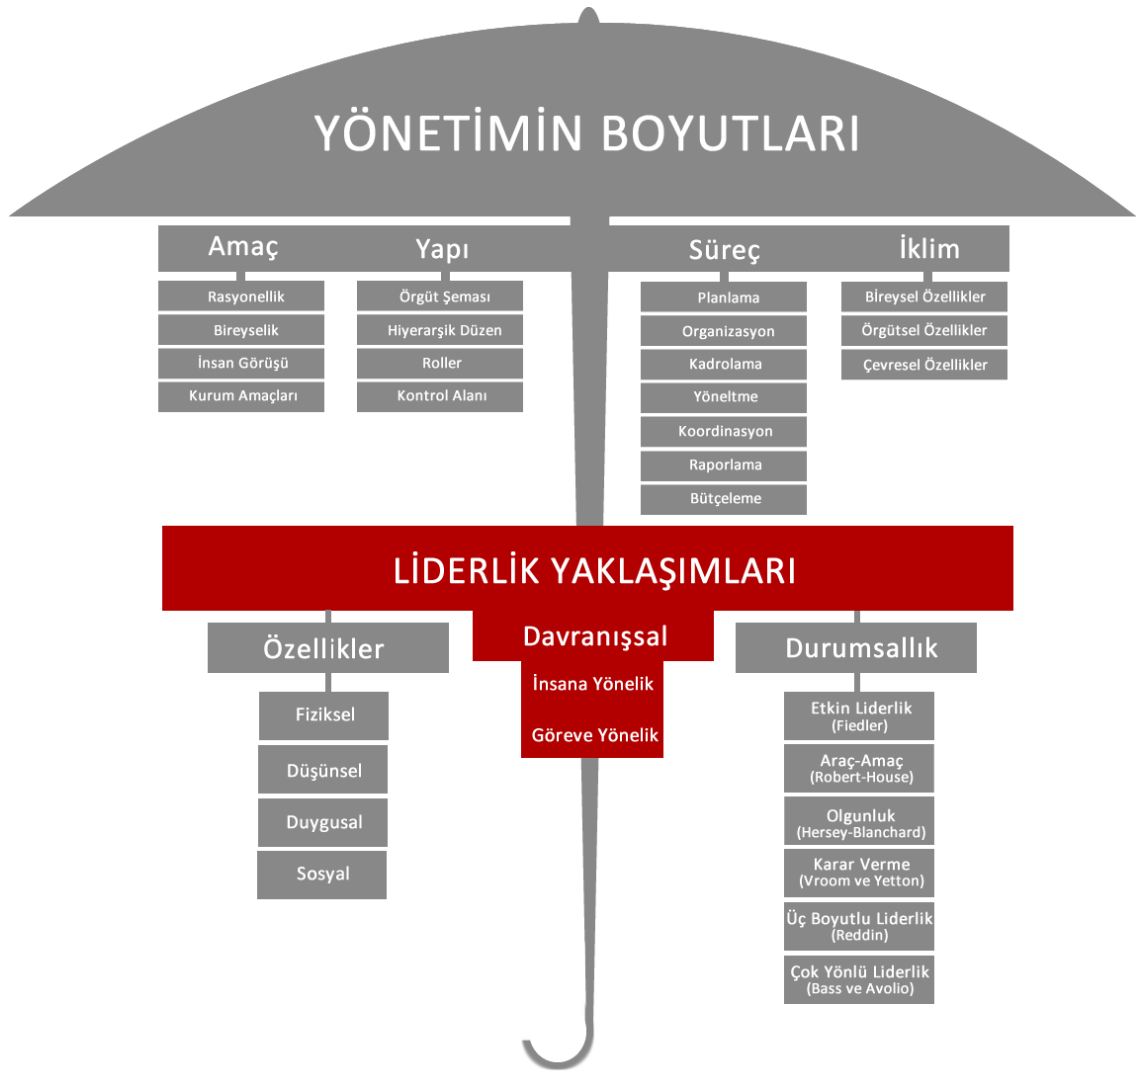 YÖNETİMİN BOYUTLARI
Amaç
Rasyonellik
Bireyselik
İnsan Görüşü
Kurum Amaçları
Yapı
Örgüt Şeması
Hiyerarşik Düzen
Roller
Kontrol Alanı
Süreç
Planlama
Organizasyon
Kadrolama
Yöneltme
Koordinasyon
Raporlama
Bütçeleme
İklim
Bİreysel Özellikler
Örgütsel Özellikler
Çevresel Özellikler
LİDERLİK YAKLAŞIMLARI
Özellikler
Fiziksel
Düşünsel
Duygusal
Sosyal
Davranışsal
İnsana Yönelik
Göreve Yönelik
Durumsallık
Etkin Liderlik
(Fiedler)
Araç-Amaç
(Robert-House)
Olgunluk
(Hersey-Blanchard)
Karar Verme
(Vroom ve Yetton)
Üç Boyutlu Liderlik
(Reddin)
Çok Yönlü Liderlik
(Bass ve Avolio)